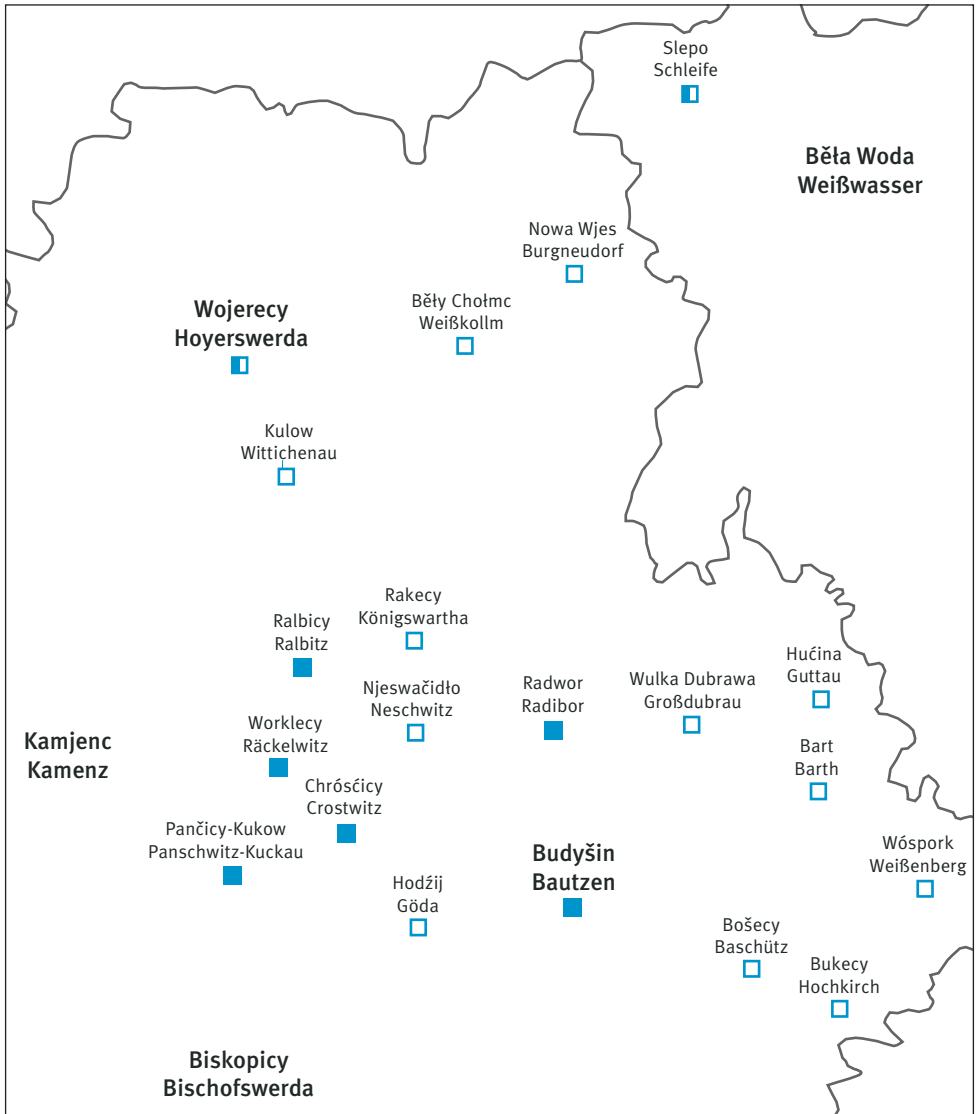 Slepo
Schleife
Běła Woda
Weißwasser
Nowa Wjes
Burgneudorf
Běły Chołmc
Weißkollm
Wojerecy
Hoyerswerda
Kulow
Wittichenau
Rakecy
Königswartha
Ralbicy
Ralbitz
Hućina
Guttau
Wulka Dubrawa
Großdubrau
Radwor
Radibor
Njeswačidło
Neschwitz
Worklecy
Räckelwitz
Kamjenc
Kamenz
Bart
Barth
Chrósćicy
Crostwitz
Pančicy-Kukow
Panschwitz-Kuckau
Budyšin
Bautzen
Wóspork
Weißenberg
Hodźij
Göda
Bošecy
Baschütz
Bukecy
Hochkirch
Biskopicy
Bischofswerda